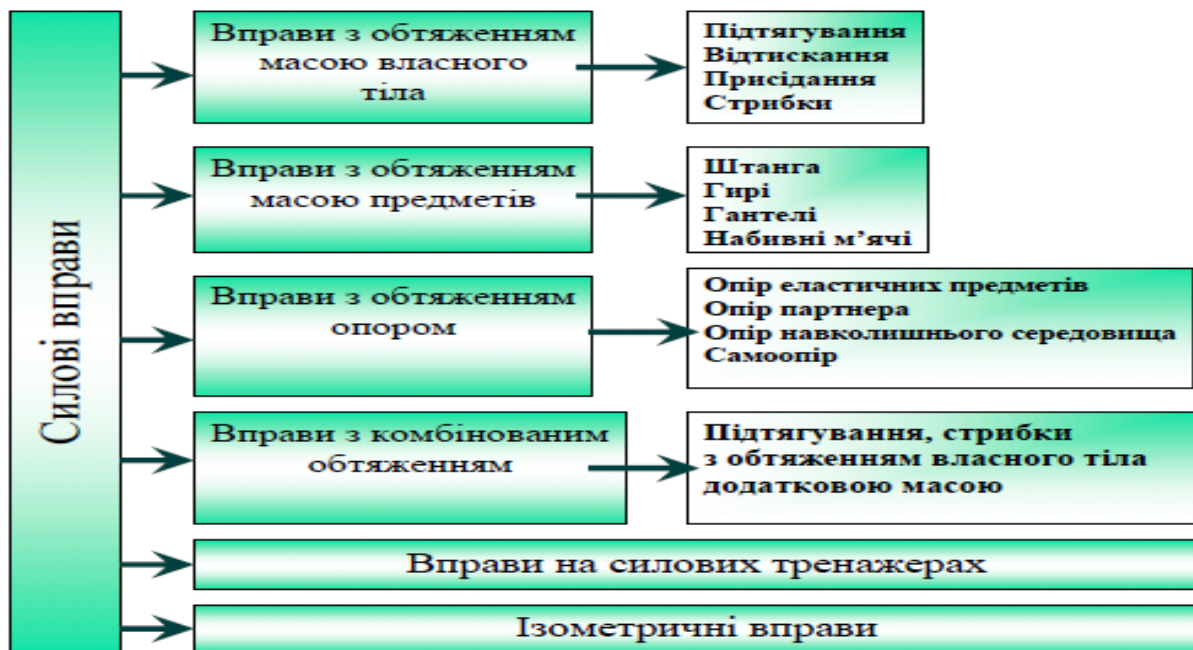 Силові вправи
Вправи з обтяженням
масою власного
тіла
Підтягування
Відтискання
Присідання
Стрибки
Вправи з обтяженням
масою предметів
Штанга
Гирі
Гантелі
Набивні м’ячі
Вправи з обтяженням
опором
Опір еластичних предметів
Опір партнера
Опір навколишнього середовища
Самоопір
Вправи з комбінованим
обтяженням
Підтягування, стрибки
з обтяженням власного тіла
додатковою масою
Вправи на силових тренажерах
Ізометричні вправи